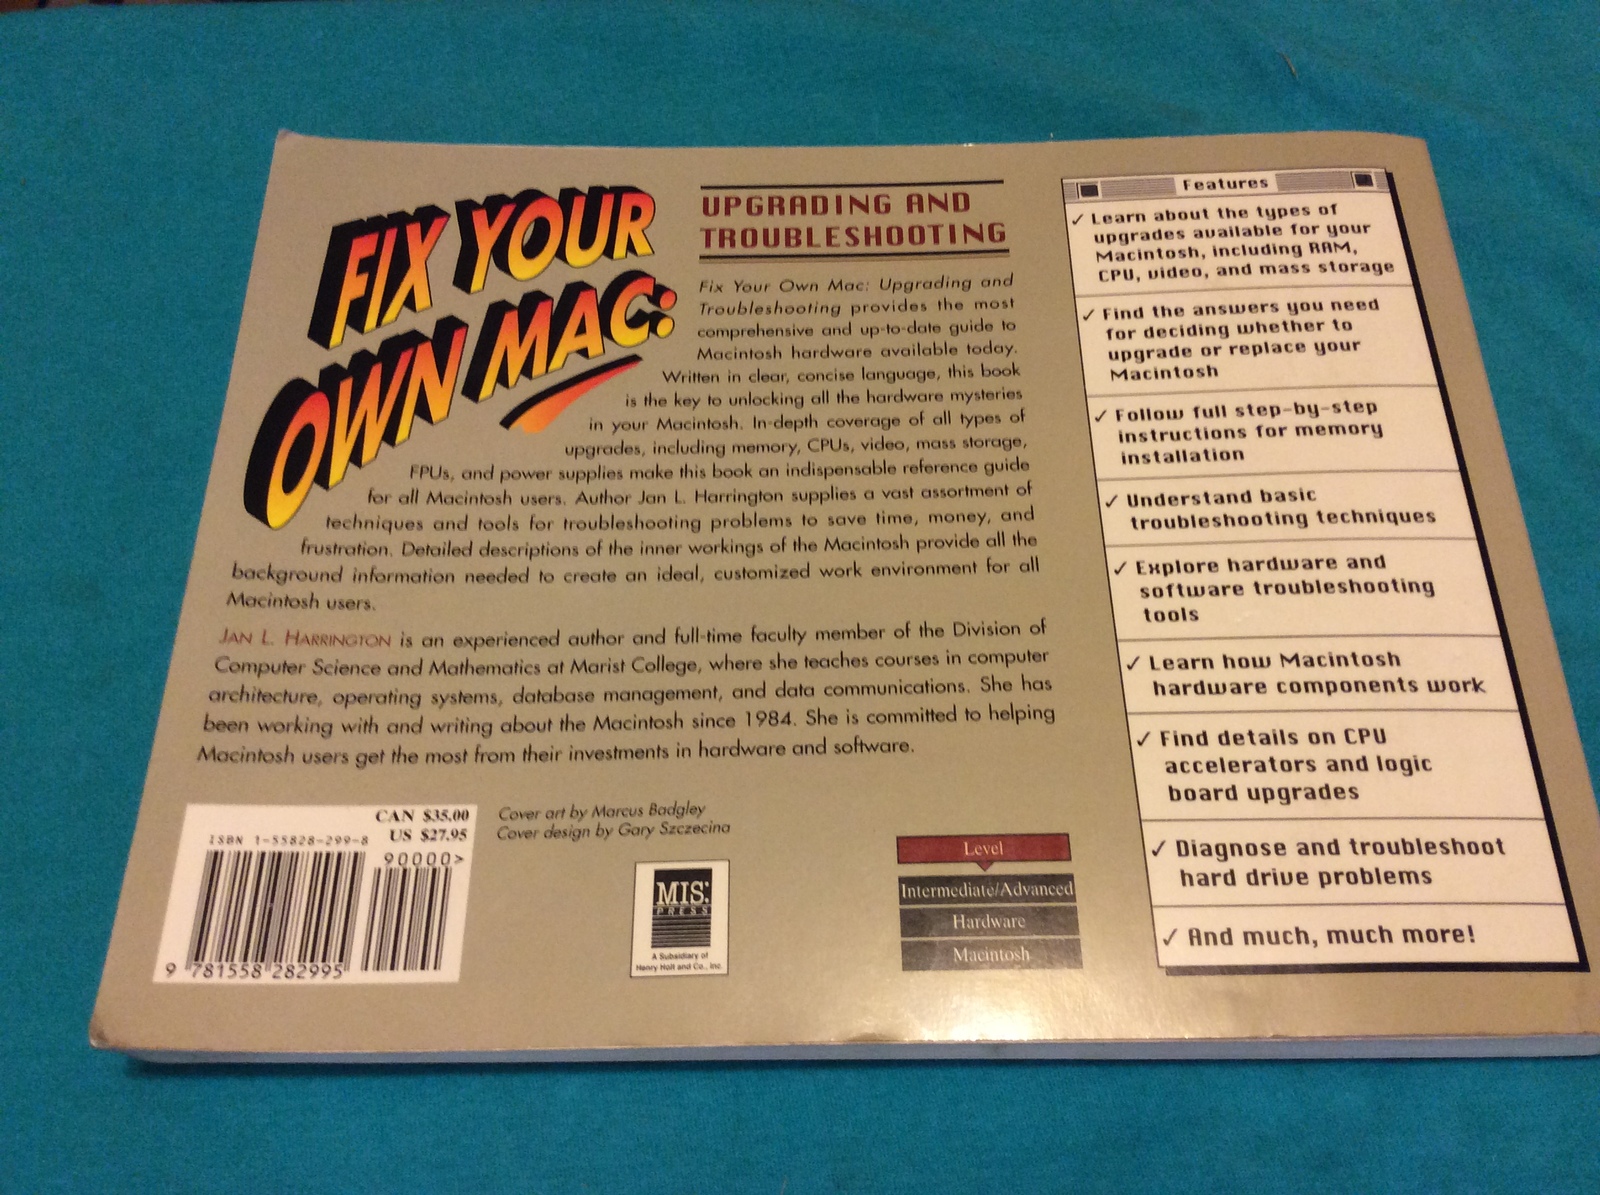 FIX YOUR
OWN MAC:
UPGRADING AND
TROUBLESHOOTING
Fix Your Own Mac: Upgrading and
Troubleshooting provides the most
comprehensive and up-to-date guide to
Macintosh hardware available today.
Written in clear, concise language, this book
is the key to unlocking all the hardware mysteries
in your Macintosh. In-depth coverage of all types of
upgrades, including memory, CPUs, video, mass storage,
FPUs, and power supplies make this book an indispensable reference guide
for all Macintosh users. Author Jan L. Harrington supplies a vast assortment of
techniques and tools for troubleshooting problems to save time, money, and
frustration. Detailed descriptions of the inner workings of the Macintosh provide all the
background information needed to create an ideal, customized work environment for all
Macintosh users.
JAN L. HARRINGTON is an experienced author and full-time faculty member of the Division of
Computer Science and Mathematics at Marist College, where she teaches courses in computer
architecture, operating systems, database management, and data communications. She has
been working with and writing about the Macintosh since 1984. She is committed to helping
Macintosh users get the most from their investments in hardware and software.
CAN $35.00
US $27.95
ISBN 1-55828-299-8
90000>
9 781558 282995
Cover art by Marcus Badgley
Cover design by Gary Szczecina
MIS:
PRESS
A Subsidiary of
Henry Holt and Co., Inc.
Level
Intermediate/Advanced
Hardware
Macintosh
Features
✓ Learn about the types of
upgrades available for your
Macintosh, including RAM,
CPU, video, and mass storage
✓ Find the answers you need
for deciding whether to
upgrade or replace your
Macintosh
✓ Follow full step-by-step
instructions for memory
installation
✓ Understand basic
troubleshooting techniques
✓ Explore hardware and
software troubleshooting
tools
✓ Learn how Macintosh
hardware components work
✓ Find details on CPU
accelerators and logic
board upgrades
✓ Diagnose and troubleshoot
hard drive problems
✓ And much, much more!